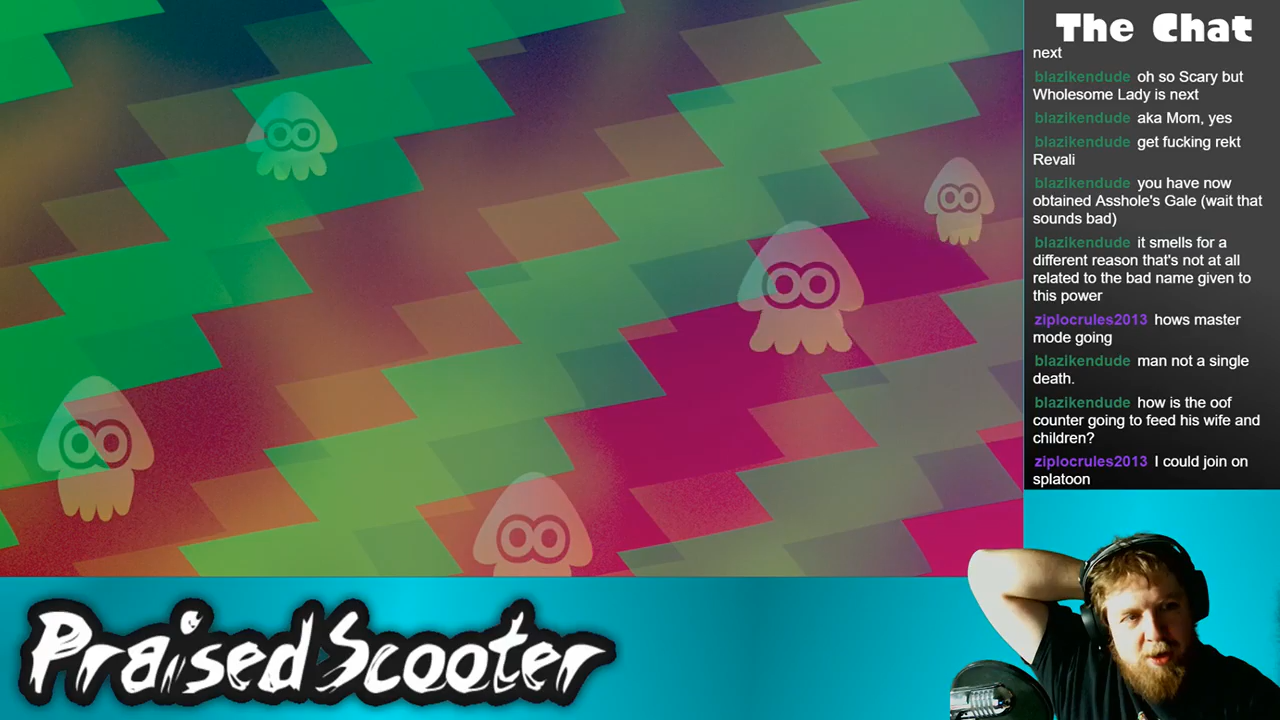 The Chat
next
blazikendude oh so Scary but
Wholesome Lady is next
blazikendude aka Mom, yes
blazikendude get fucking rekt
Revali
blazikendude you have now
obtained Asshole's Gale (wait that
sounds bad)
blazikendude it smells for a
different reason that's not at all
related to the bad name given to
this power
ziplocrules2013 hows master
mode going
blazikendude man not a single
death.
blazikendude how is the oof
counter going to feed his wife and
children?
ziplocrules2013 I could join on
splatoon
Praised Scooter